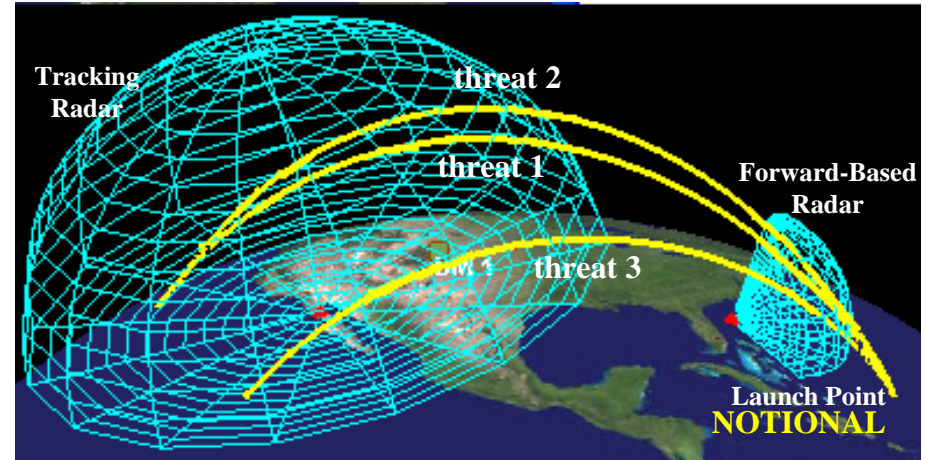 Tracking
Radar
threat 2
threat 1
Forward-Based
Radar
threat 3
Launch Point
NOTIONAL